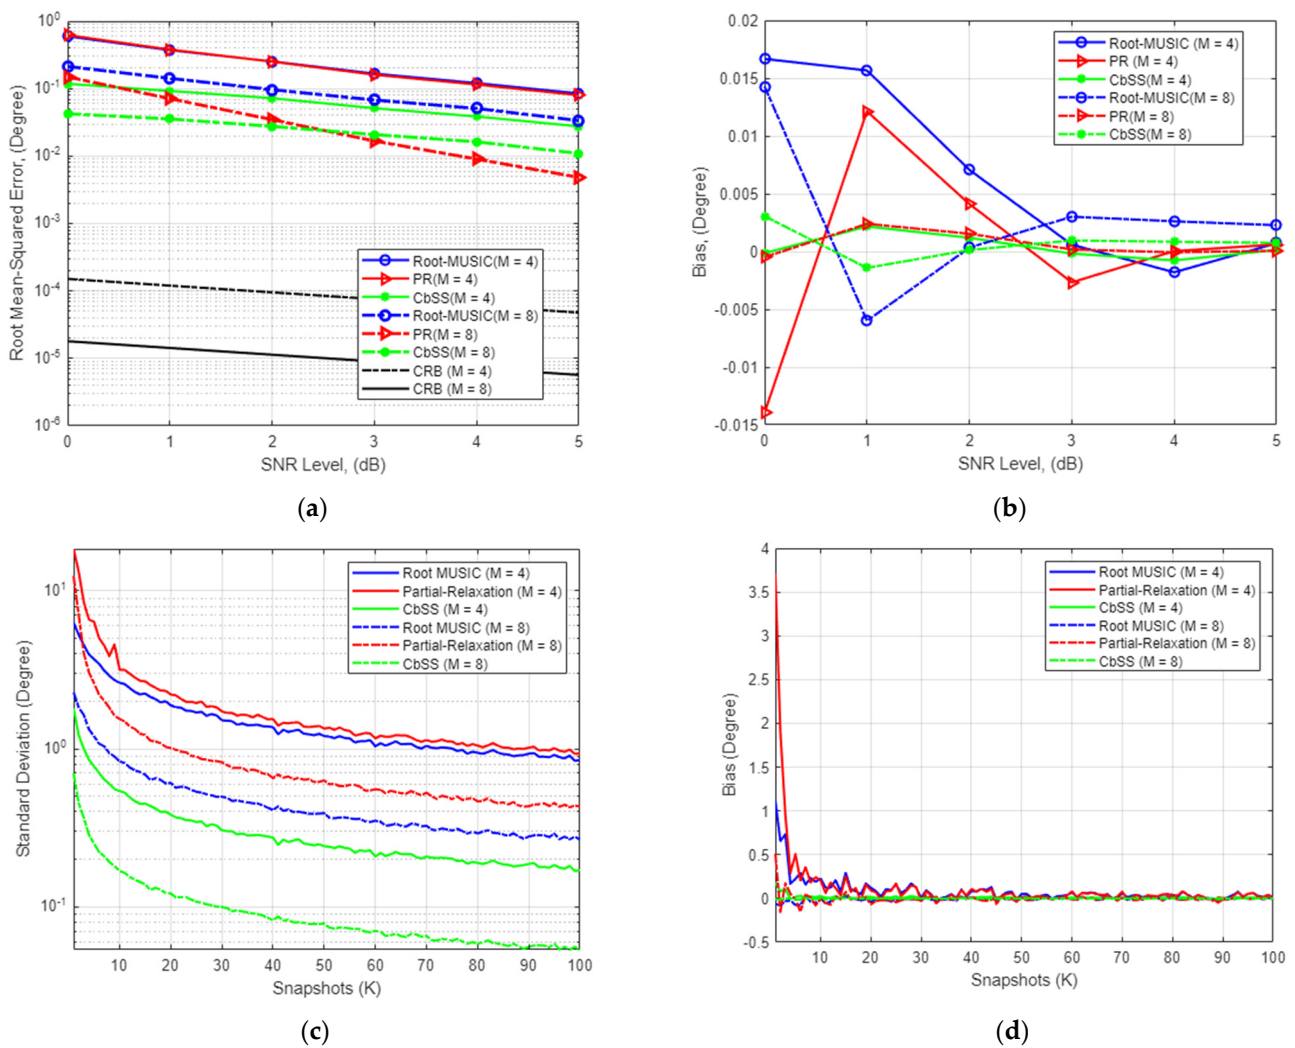 10⁰
10⁻¹
10⁻²
10⁻³
10⁻⁴
10⁻⁵
10⁻⁶
Root Mean-Squared Error, (Degree)
Root-MUSIC(M = 4)
PR(M = 4)
CbSS(M = 4)
Root-MUSIC(M = 8)
PR(M = 8)
CbSS(M = 8)
CRB (M = 4)
CRB (M = 8)
0 1 2 3 4 5
SNR Level, (dB)
(a)
0.02
0.015
0.01
0.005
0
-0.005
-0.01
-0.015
Bias, (Degree)
Root-MUSIC (M = 4)
PR (M = 4)
CbSS(M = 4)
Root-MUSIC(M = 8)
PR(M = 8)
CbSS(M = 8)
0 1 2 3 4 5
SNR Level, (dB)
(b)
10¹
10⁰
10⁻¹
Standard Deviation (Degree)
Root MUSIC (M = 4)
Partial-Relaxation (M = 4)
CbSS (M = 4)
Root MUSIC (M = 8)
Partial-Relaxation (M = 8)
CbSS (M = 8)
10 20 30 40 50 60 70 80 90 100
Snapshots (K)
(c)
4
3.5
3
2.5
2
1.5
1
0.5
0
-0.5
Bias (Degree)
Root MUSIC (M = 4)
Partial-Relaxation (M = 4)
CbSS (M = 4)
Root MUSIC (M = 8)
Partial-Relaxation (M = 8)
CbSS (M = 8)
10 20 30 40 50 60 70 80 90 100
Snapshots (K)
(d)